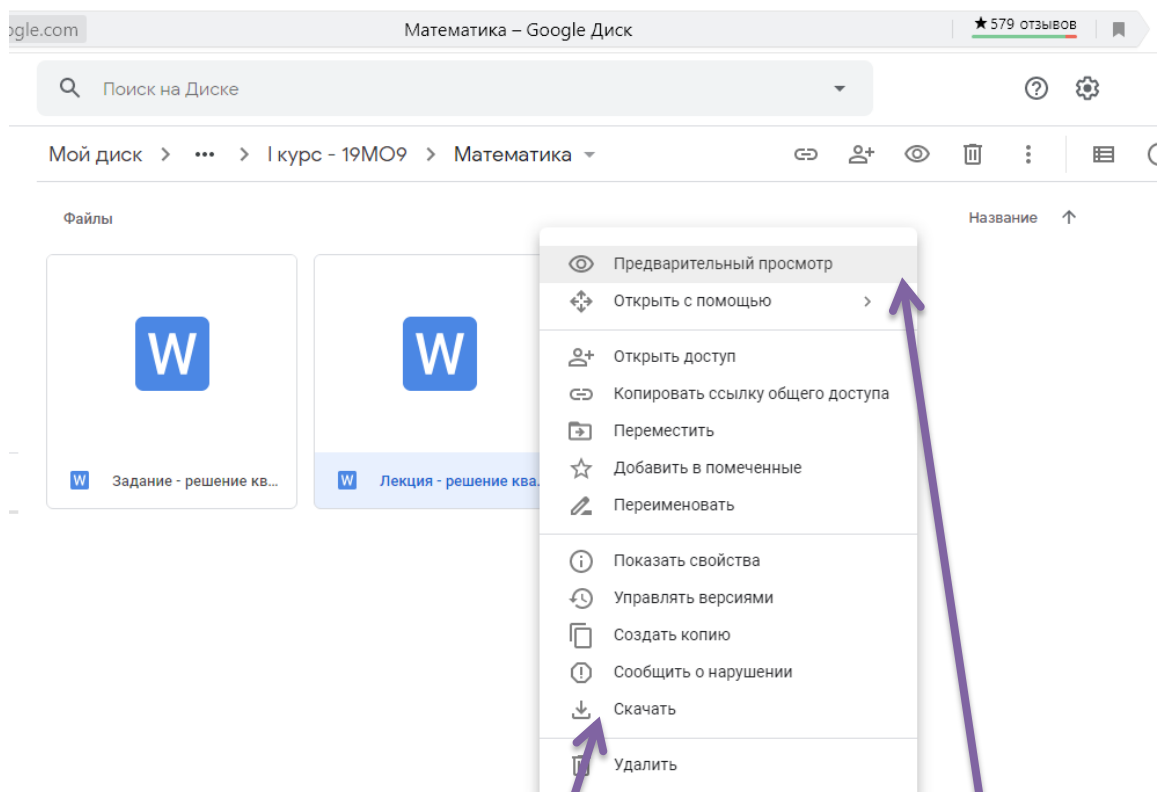 ogle.com Математика – Google Диск ★579 отзывов
Поиск на Диске
Мой диск > ••• > I курс - 19МО9 > Математика
Файлы Название
W W
W Задание - решение кв...
W Лекция - решение ква.
Предварительный просмотр
Открыть с помощью
Открыть доступ
Копировать ссылку общего доступа
Переместить
Добавить в помеченные
Переименовать
Показать свойства
Управлять версиями
Создать копию
Сообщить о нарушении
Скачать
Удалить